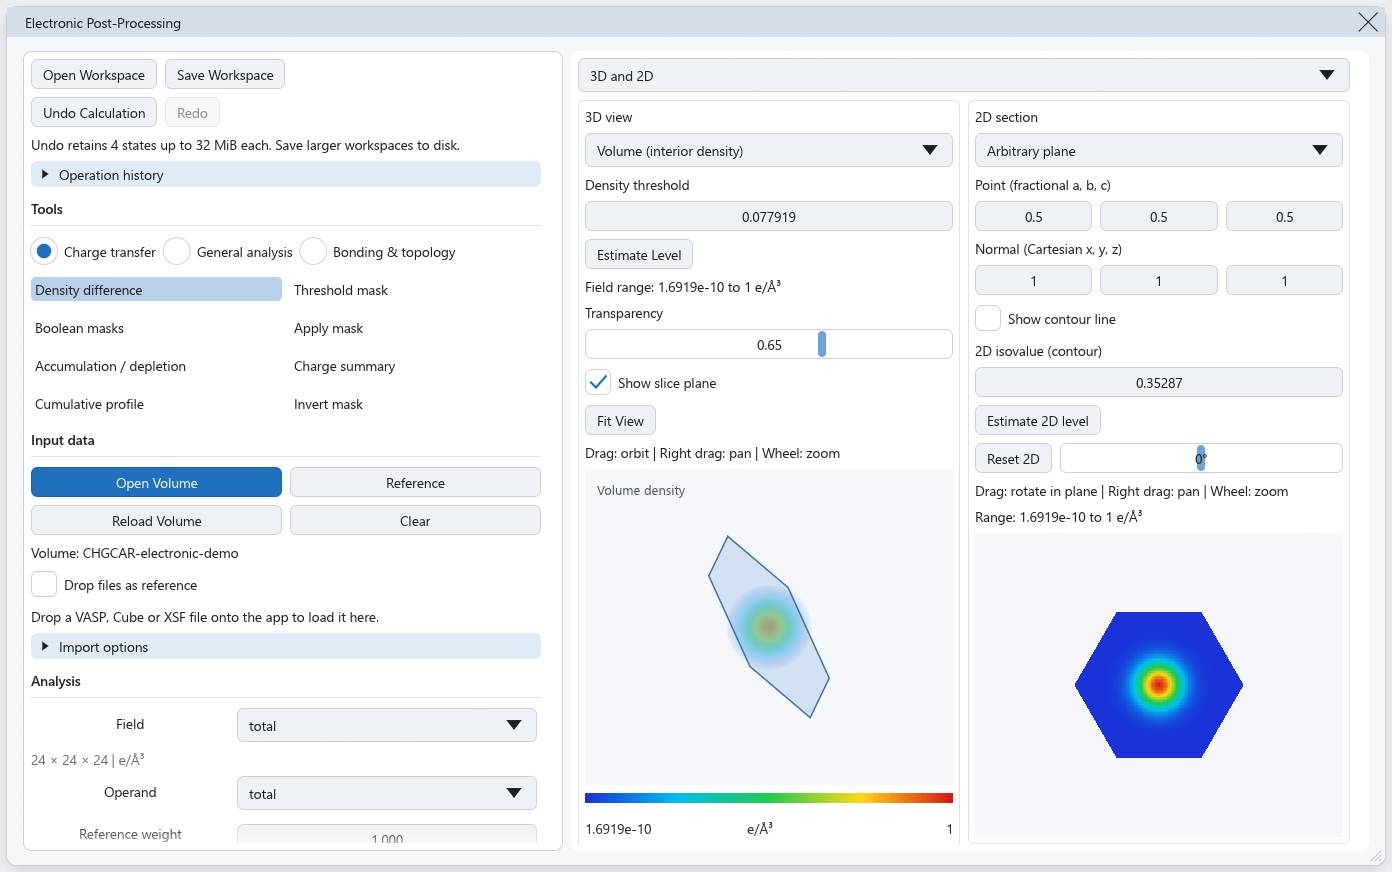 Electronic Post-Processing
Open Workspace
Save Workspace
Undo Calculation
Redo
Undo retains 4 states up to 32 MiB each. Save larger workspaces to disk.
Operation history
Tools
Charge transfer
General analysis
Bonding & topology
Density difference
Threshold mask
Boolean masks
Apply mask
Accumulation / depletion
Charge summary
Cumulative profile
Invert mask
Input data
Open Volume
Reference
Reload Volume
Clear
Volume: CHGCAR-electronic-demo
Drop files as reference
Drop a VASP, Cube or XSF file onto the app to load it here.
Import options
Analysis
Field
total
24 × 24 × 24 | e/Å³
Operand
total
Reference weight
1.000
3D and 2D
3D view
Volume (interior density)
Density threshold
0.077919
Estimate Level
Field range: 1.6919e-10 to 1 e/Å³
Transparency
0.65
Show slice plane
Fit View
Drag: orbit | Right drag: pan | Wheel: zoom
Volume density
1.6919e-10
e/Å³
1
2D section
Arbitrary plane
Point (fractional a, b, c)
0.5
0.5
0.5
Normal (Cartesian x, y, z)
1
1
1
Show contour line
2D isovalue (contour)
0.35287
Estimate 2D level
Reset 2D
0°
Drag: rotate in plane | Right drag: pan | Wheel: zoom
Range: 1.6919e-10 to 1 e/Å³